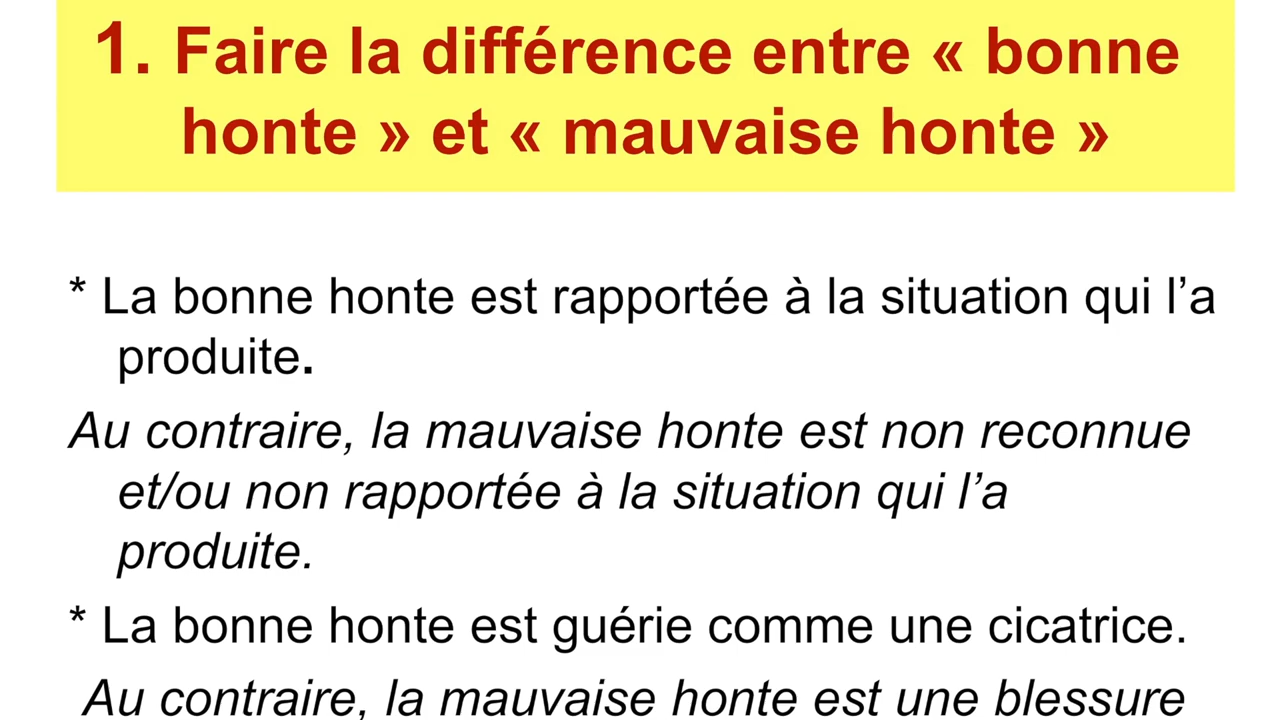 1. Faire la différence entre « bonne
honte » et « mauvaise honte »
* La bonne honte est rapportée à la situation qui l’a
produite.
Au contraire, la mauvaise honte est non reconnue
et/ou non rapportée à la situation qui l’a
produite.
* La bonne honte est guérie comme une cicatrice.
Au contraire, la mauvaise honte est une blessure